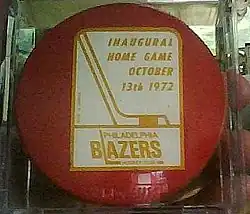 INAUGURAL
HOME GAME
OCTOBER
13th 1972
PHILADELPHIA
BLAZERS